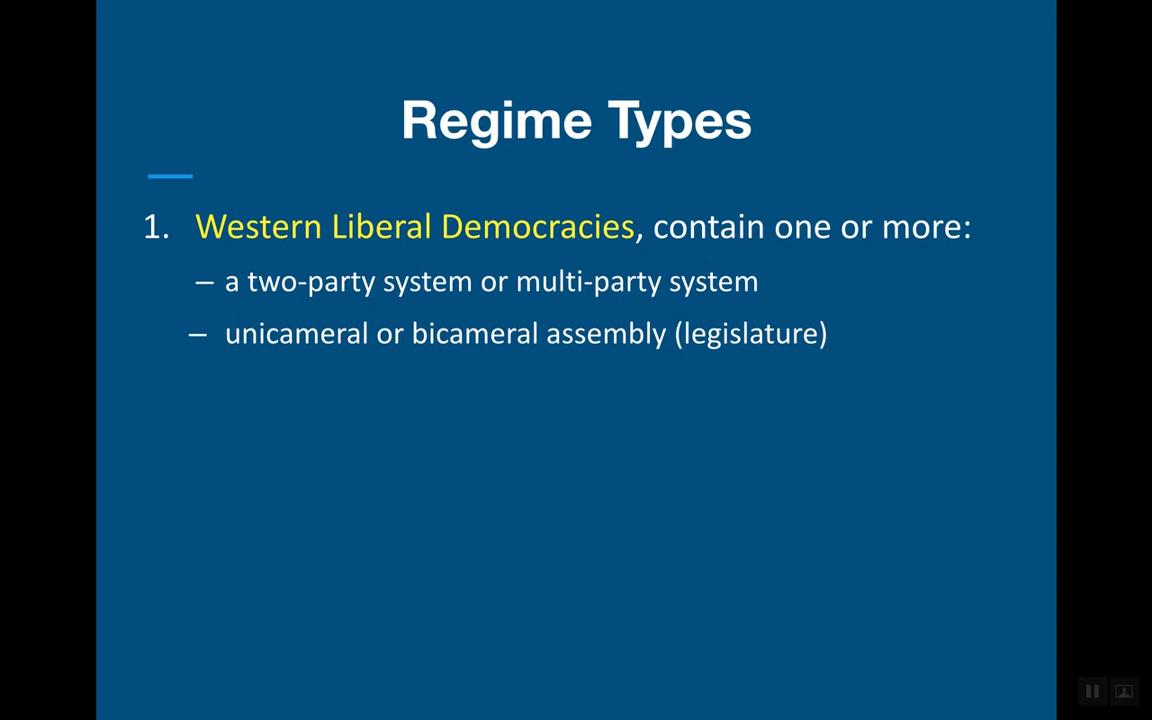 Regime Types
1. Western Liberal Democracies, contain one or more:
– a two-party system or multi-party system
– unicameral or bicameral assembly (legislature)